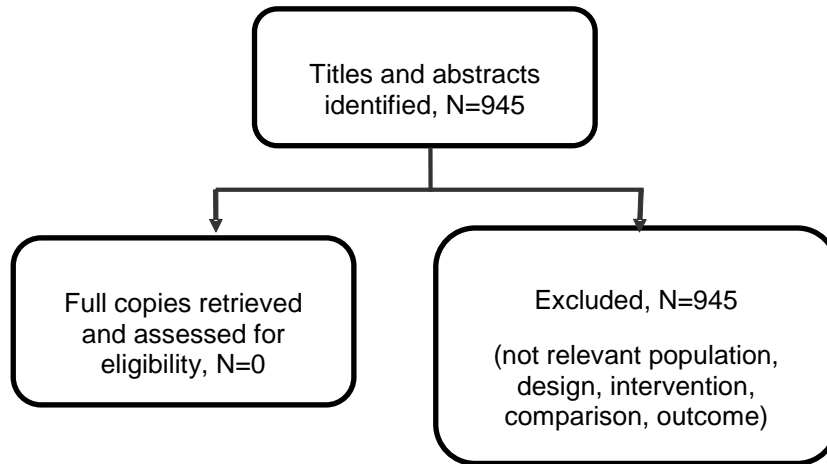 Titles and abstracts
identified, N=945
Full copies retrieved
and assessed for
eligibility, N=0
Excluded, N=945
(not relevant population,
design, intervention,
comparison, outcome)